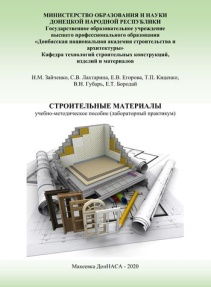 МИНИСТЕРСТВО ОБРАЗОВАНИЯ И НАУКИ
ДОНЕЦКОЙ НАРОДНОЙ РЕСПУБЛИКИ
Государственное образовательное учреждение
высшего профессионального образования
«Донбасская национальная академия строительства и
архитектуры»
Кафедра технологий строительных конструкций,
изделий и материалов
Н.М. Зайченко, С.В. Лахтарина, Е.В. Егорова, Т.П. Киценко,
В.Н. Губарь, Е.Т. Бородай
СТРОИТЕЛЬНЫЕ МАТЕРИАЛЫ
учебно-методическое пособие (лабораторный практикум)
Макеевка ДонНАСА - 2020